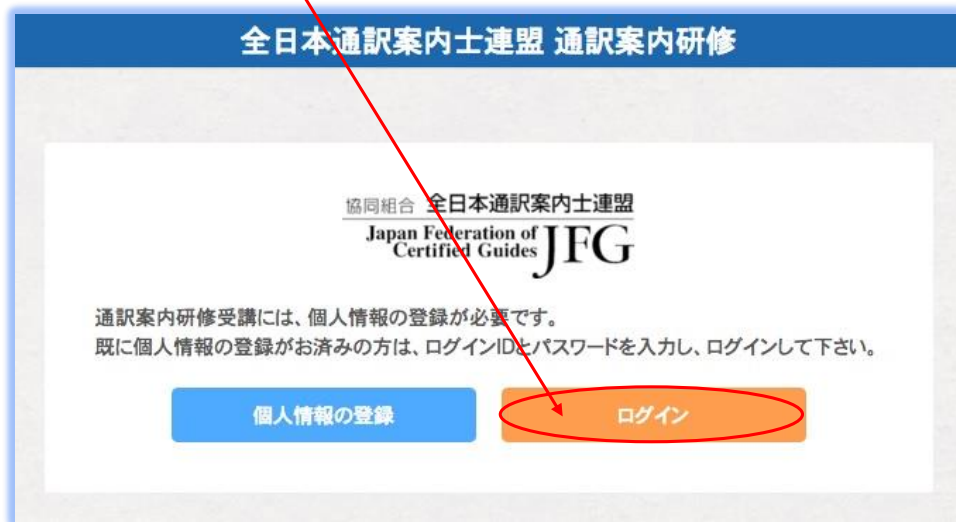 全日本通訳案内士連盟 通訳案内研修
協同組合 全日本通訳案内士連盟
Japan Federation of
Certified Guides JFG
通訳案内研修受講には、個人情報の登録が必要です。
既に個人情報の登録がお済みの方は、ログインIDとパスワードを入力し、ログインして下さい。
個人情報の登録 ログイン